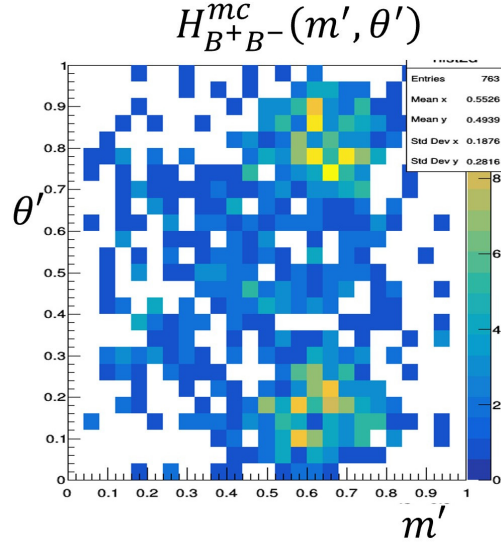 H^{mc}_{B^+B^-}(m′, θ′)
Entries 763
Mean x 0.5526
Mean y 0.4939
Std Dev x 0.1876
Std Dev y 0.2816
1
0.9
0.8
0.7
0.6
0.5
0.4
0.3
0.2
0.1
0
θ′
8
6
4
2
0
0 0.1 0.2 0.3 0.4 0.5 0.6 0.7 0.8 0.9 1
m′